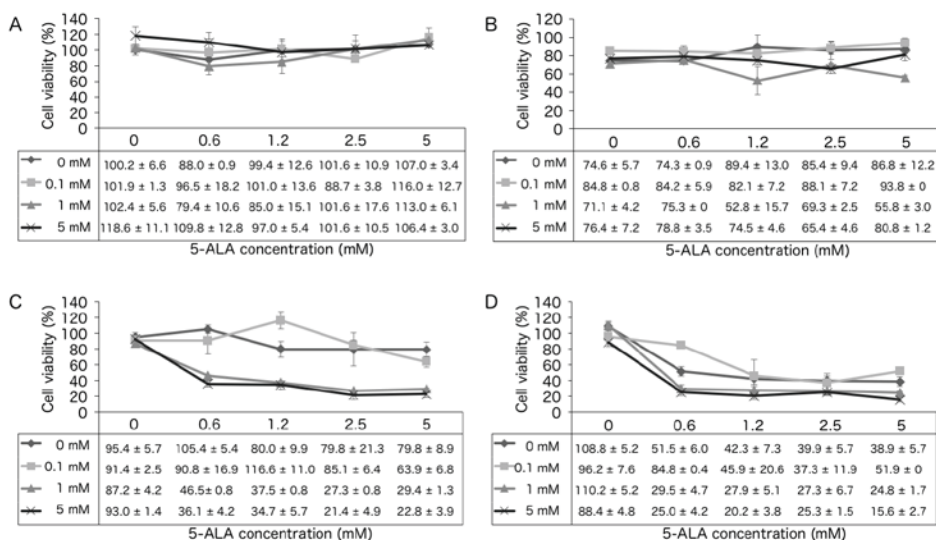 A
Cell viability (%)
140
120
100
80
60
40
20
0
0 0.6 1.2 2.5 5
0 mM 100.2 ± 6.6 88.0 ± 0.9 99.4 ± 12.6 101.6 ± 10.9 107.0 ± 3.4
0.1 mM 101.9 ± 1.3 96.5 ± 18.2 101.0 ± 13.6 88.7 ± 3.8 116.0 ± 12.7
1 mM 102.4 ± 5.6 79.4 ± 10.6 85.0 ± 15.1 101.6 ± 17.6 113.0 ± 6.1
5 mM 118.6 ± 11.1 109.8 ± 12.8 97.0 ± 5.4 101.6 ± 10.5 106.4 ± 3.0
5-ALA concentration (mM)
B
Cell viability (%)
140
120
100
80
60
40
20
0
0 0.6 1.2 2.5 5
0 mM 74.6 ± 5.7 74.3 ± 0.9 89.4 ± 13.0 85.4 ± 9.4 86.8 ± 12.2
0.1 mM 84.8 ± 0.8 84.2 ± 5.9 82.1 ± 7.2 88.1 ± 7.2 93.8 ± 0
1 mM 71.1 ± 4.2 75.3 ± 0 52.8 ± 15.7 69.3 ± 2.5 55.8 ± 3.0
5 mM 76.4 ± 7.2 78.8 ± 3.5 74.5 ± 4.6 65.4 ± 4.6 80.8 ± 1.2
5-ALA concentration (mM)
C
Cell viability (%)
140
120
100
80
60
40
20
0
0 0.6 1.2 2.5 5
0 mM 95.4 ± 5.7 105.4 ± 5.4 80.0 ± 9.9 79.8 ± 21.3 79.8 ± 8.9
0.1 mM 91.4 ± 2.5 90.8 ± 16.9 116.6 ± 11.0 85.1 ± 6.4 63.9 ± 6.8
1 mM 87.2 ± 4.2 46.5± 0.8 37.5 ± 0.8 27.3 ± 0.8 29.4 ± 1.3
5 mM 93.0 ± 1.4 36.1 ± 4.2 34.7 ± 5.7 21.4 ± 4.9 22.8 ± 3.9
5-ALA concentration (mM)
D
Cell viability (%)
140
120
100
80
60
40
20
0
0 0.6 1.2 2.5 5
0 mM 108.8 ± 5.2 51.5 ± 6.0 42.3 ± 7.3 39.9 ± 5.7 38.9 ± 5.7
0.1 mM 96.2 ± 7.6 84.8 ± 0.4 45.9 ± 20.6 37.3 ± 11.9 51.9 ± 0
1 mM 110.2 ± 5.2 29.5 ± 4.7 27.9 ± 5.1 27.3 ± 6.7 24.8 ± 1.7
5 mM 88.4 ± 4.8 25.0 ± 4.2 20.2 ± 3.8 25.3 ± 1.5 15.6 ± 2.7
5-ALA concentration (mM)